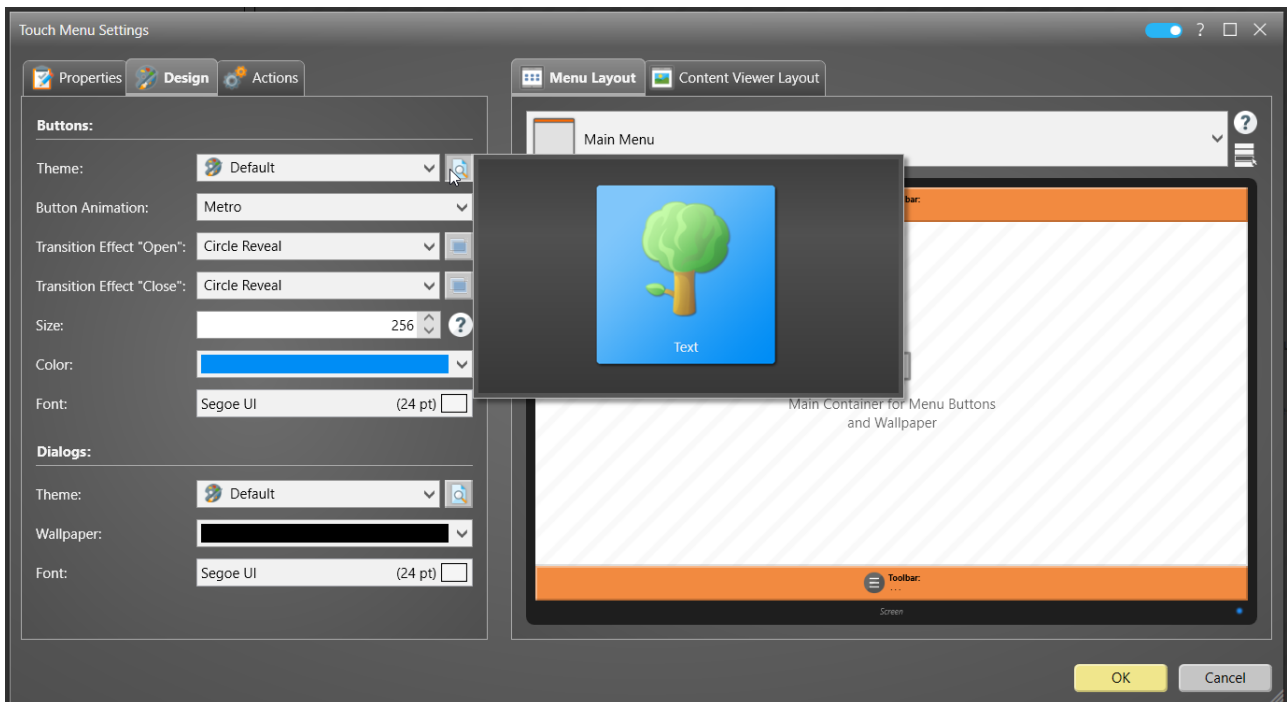 Touch Menu Settings
?
Properties
Design
Actions
Menu Layout
Content Viewer Layout
Buttons:
Theme:
Default
Button Animation:
Metro
Transition Effect "Open":
Circle Reveal
Transition Effect "Close":
Circle Reveal
Size:
256
?
Color:
Font:
Segoe UI
(24 pt)
Dialogs:
Theme:
Default
Wallpaper:
Font:
Segoe UI
(24 pt)
Main Menu
?
Text
bar:
Main Container for Menu Buttons
and Wallpaper
Toolbar:
...
Screen
OK
Cancel